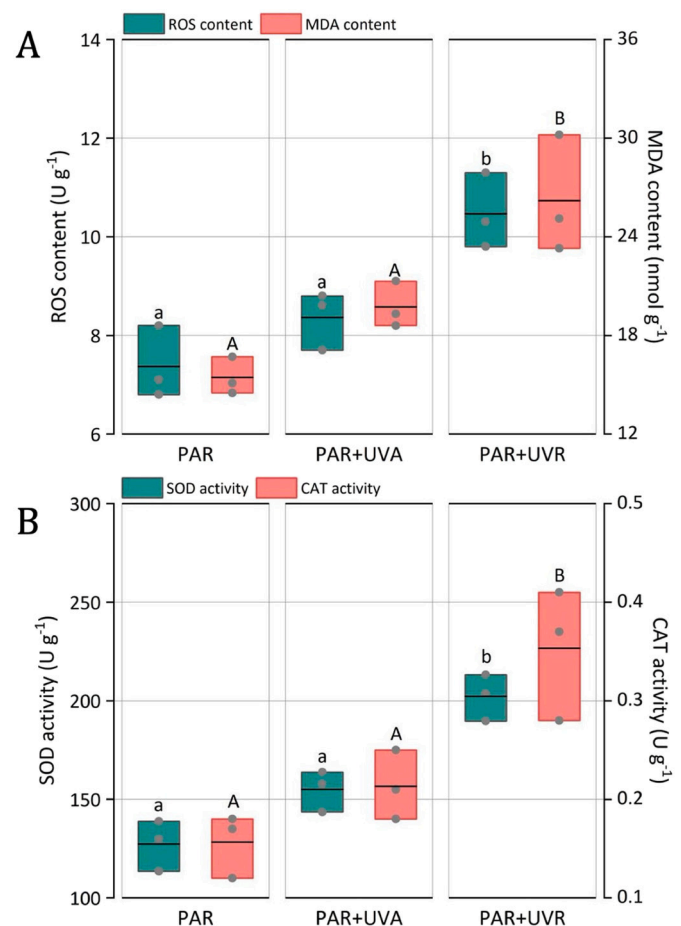 ROS content MDA content
A
14 36
a B
12 30
b
10 24
a A
8 18
a A
6 12
ROS content (U g-1)
MDA content (nmol g-1)
PAR PAR+UVA PAR+UVR
SOD activity CAT activity
B
300 0.5
B
250 0.4
b
200 0.3
a A
150 0.2
a A
100 0.1
SOD activity (U g-1)
CAT activity (U g-1)
PAR PAR+UVA PAR+UVR